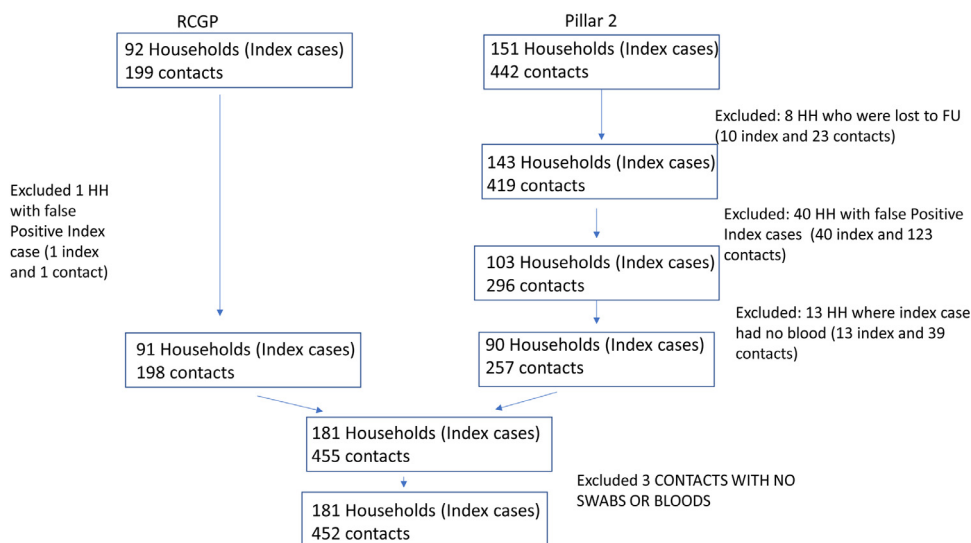 RCGP
92 Households (Index cases)
199 contacts
Pillar 2
151 Households (Index cases)
442 contacts
Excluded: 8 HH who were lost to FU
(10 index and 23 contacts)
143 Households (Index cases)
419 contacts
Excluded 1 HH
with false
Positive Index
case (1 index
and 1 contact)
Excluded: 40 HH with false Positive
Index cases (40 index and 123
contacts)
103 Households (Index cases)
296 contacts
Excluded: 13 HH where index case
had no blood (13 index and 39
contacts)
91 Households (Index cases)
198 contacts
90 Households (Index cases)
257 contacts
181 Households (Index cases)
455 contacts
Excluded 3 CONTACTS WITH NO
SWABS OR BLOODS
181 Households (Index cases)
452 contacts